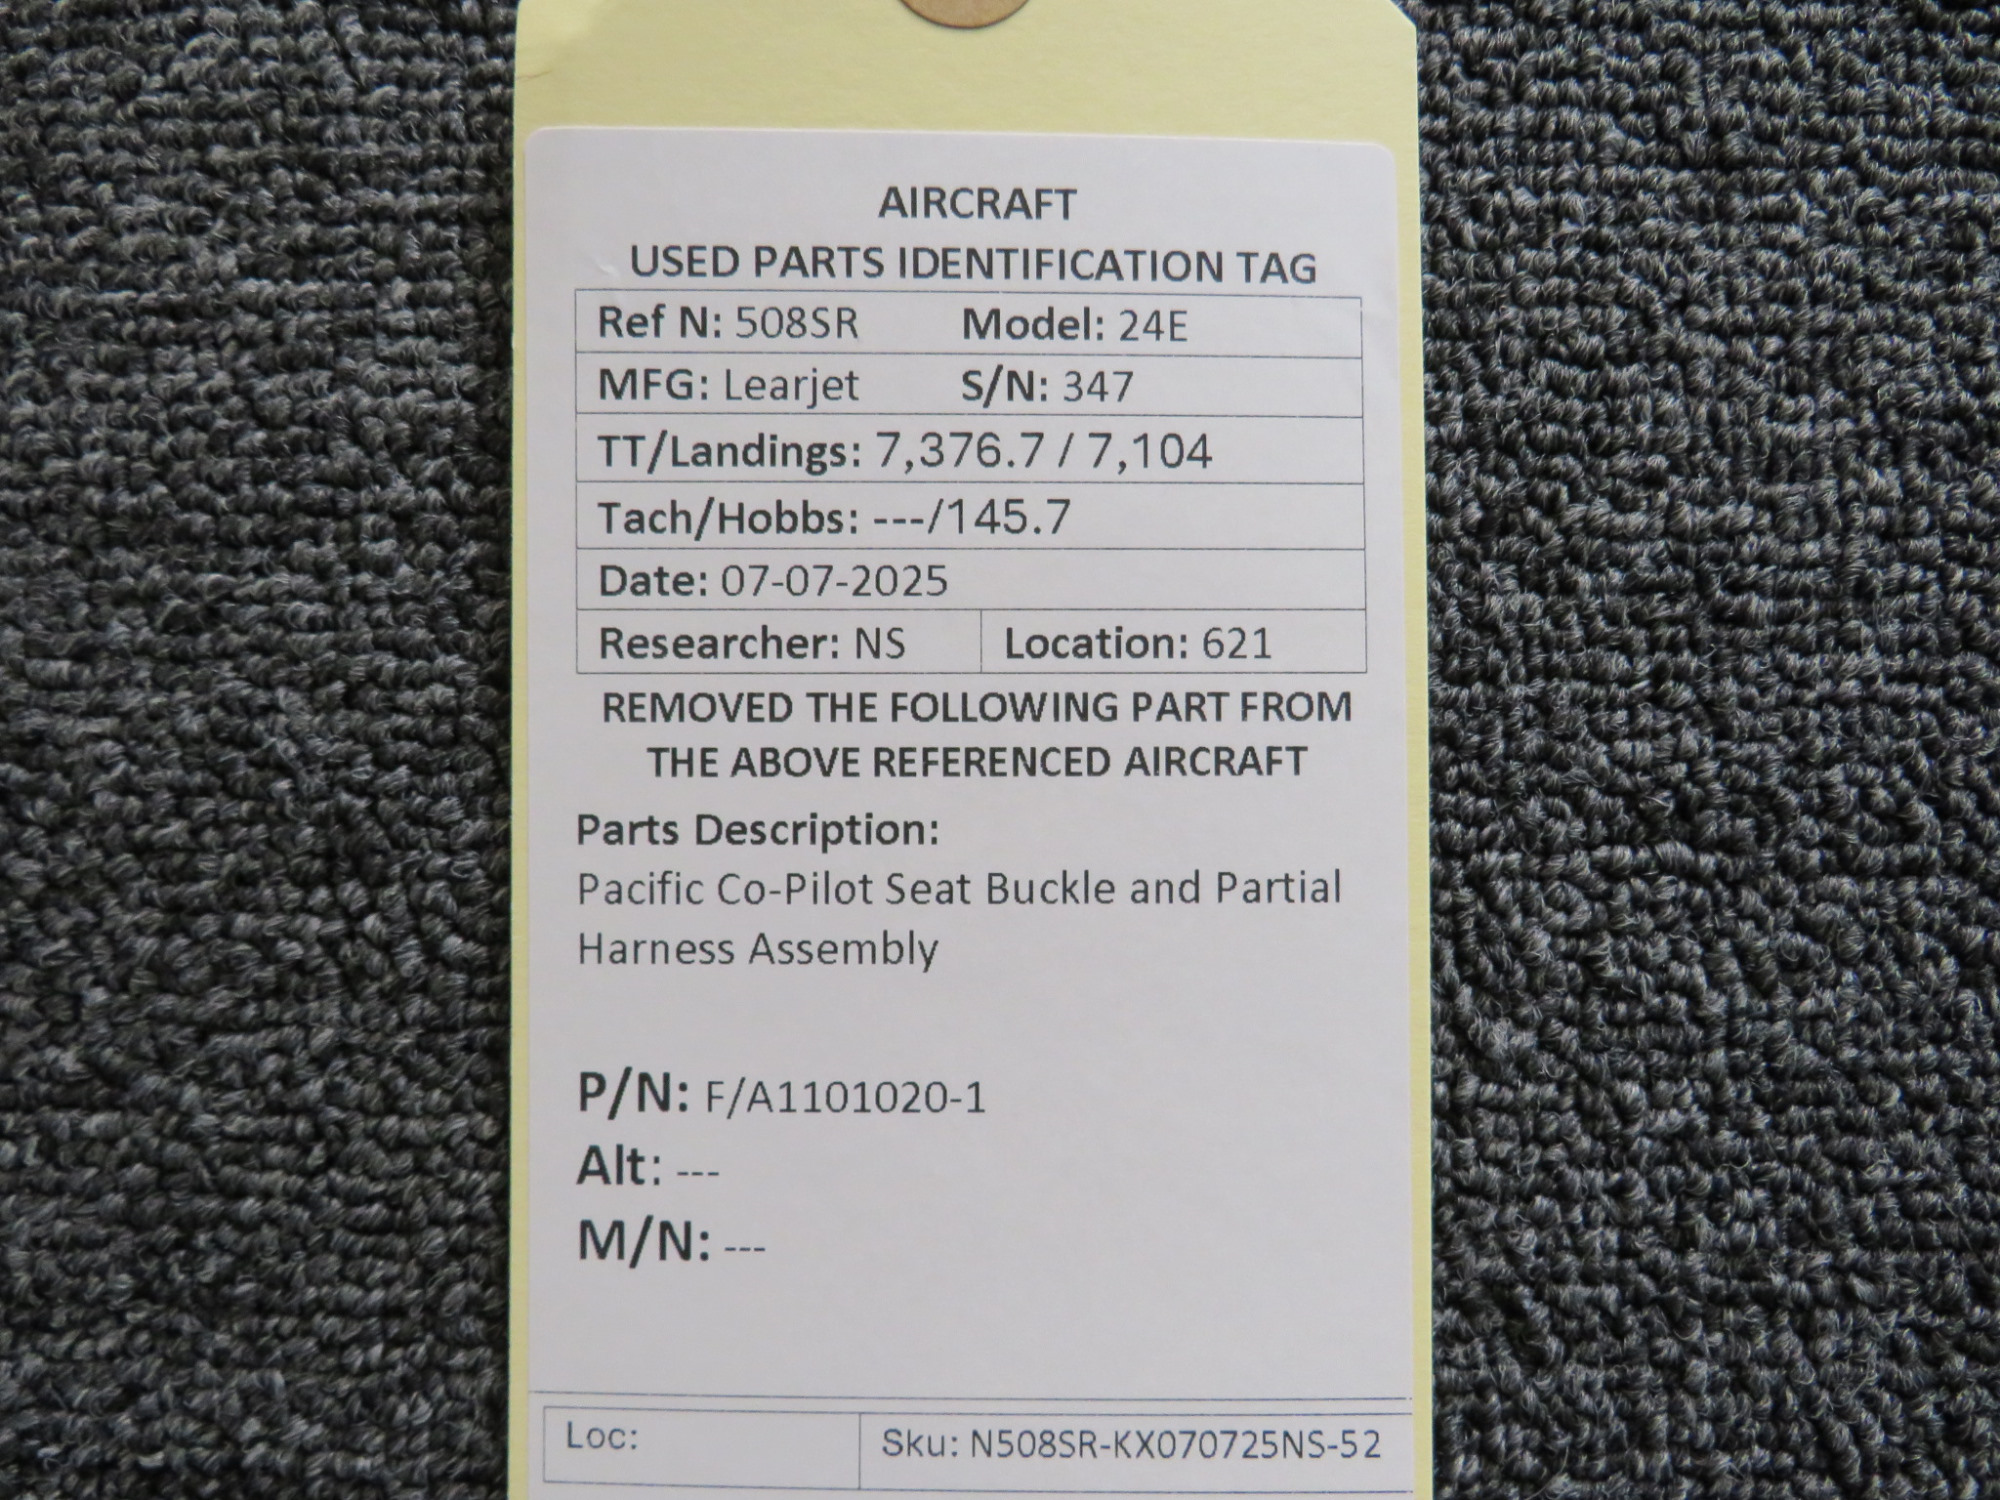 AIRCRAFT
USED PARTS IDENTIFICATION TAG
Ref N: 508SR Model: 24E
MFG: Learjet S/N: 347
TT/Landings: 7,376.7 / 7,104
Tach/Hobbs: ---/145.7
Date: 07-07-2025
Researcher: NS Location: 621
REMOVED THE FOLLOWING PART FROM
THE ABOVE REFERENCED AIRCRAFT
Parts Description:
Pacific Co-Pilot Seat Buckle and Partial
Harness Assembly
P/N: F/A1101020-1
Alt: ---
M/N: ---
Loc: Sku: N508SR-KX070725NS-52